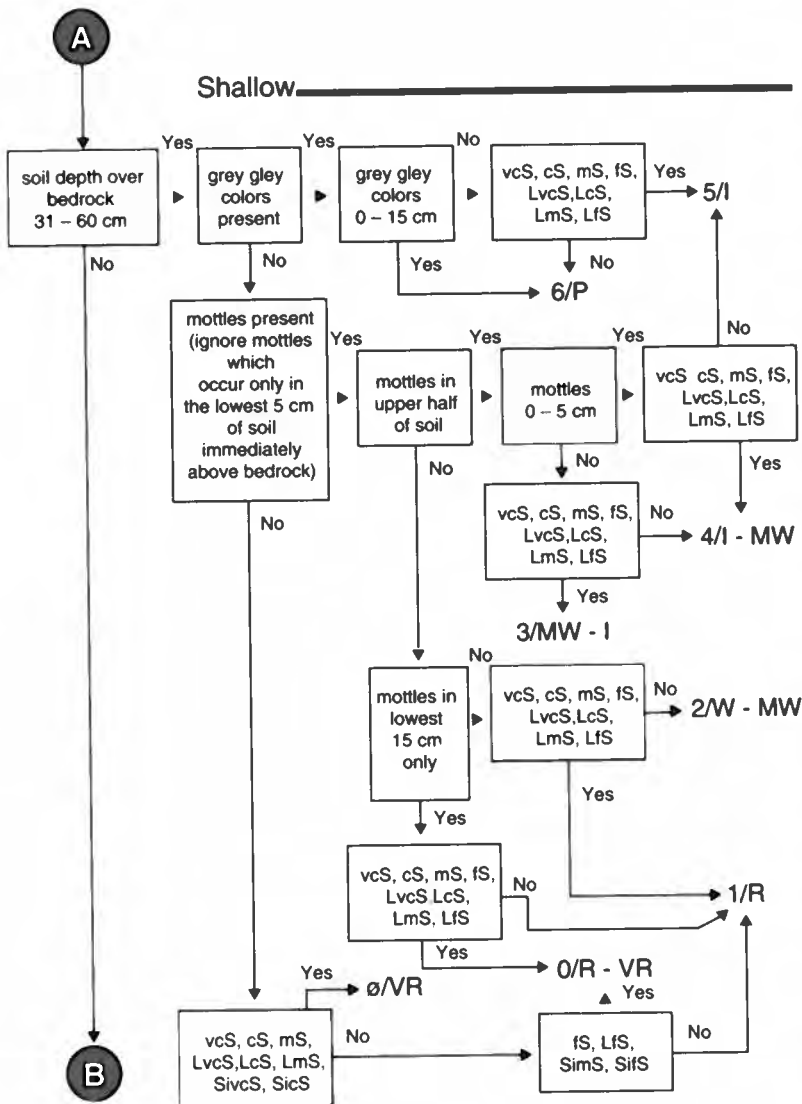 A
Shallow
Yes
Yes
No
soil depth over
bedrock
31 – 60 cm
grey gley
colors
present
grey gley
colors
0 – 15 cm
vcS, cS, mS, fS,
LvcS,LcS,
LmS, LfS
Yes
5/I
No
No
Yes
No
6/P
mottles present
(ignore mottles
which
occur only in
the lowest 5 cm
of soil
immediately
above bedrock)
Yes
mottles in
upper half
of soil
Yes
mottles
0 – 5 cm
Yes
vcS cS, mS, fS,
LvcS,LcS,
LmS, LfS
No
Yes
No
No
No
vcS, cS, mS, fS,
LvcS,LcS,
LmS, LfS
No
4/I - MW
Yes
3/MW - I
mottles in
lowest
15 cm
only
No
vcS, cS, mS, fS,
LvcS,LcS,
LmS, LfS
No
2/W - MW
Yes
Yes
vcS, cS, mS, fS,
LvcS,LcS,
LmS, LfS
No
1/R
Yes
0/R - VR
Yes
ø/VR
Yes
vcS, cS, mS,
LvcS,LcS, LmS,
SivcS, SicS
No
fS, LfS,
SimS, SifS
No
B